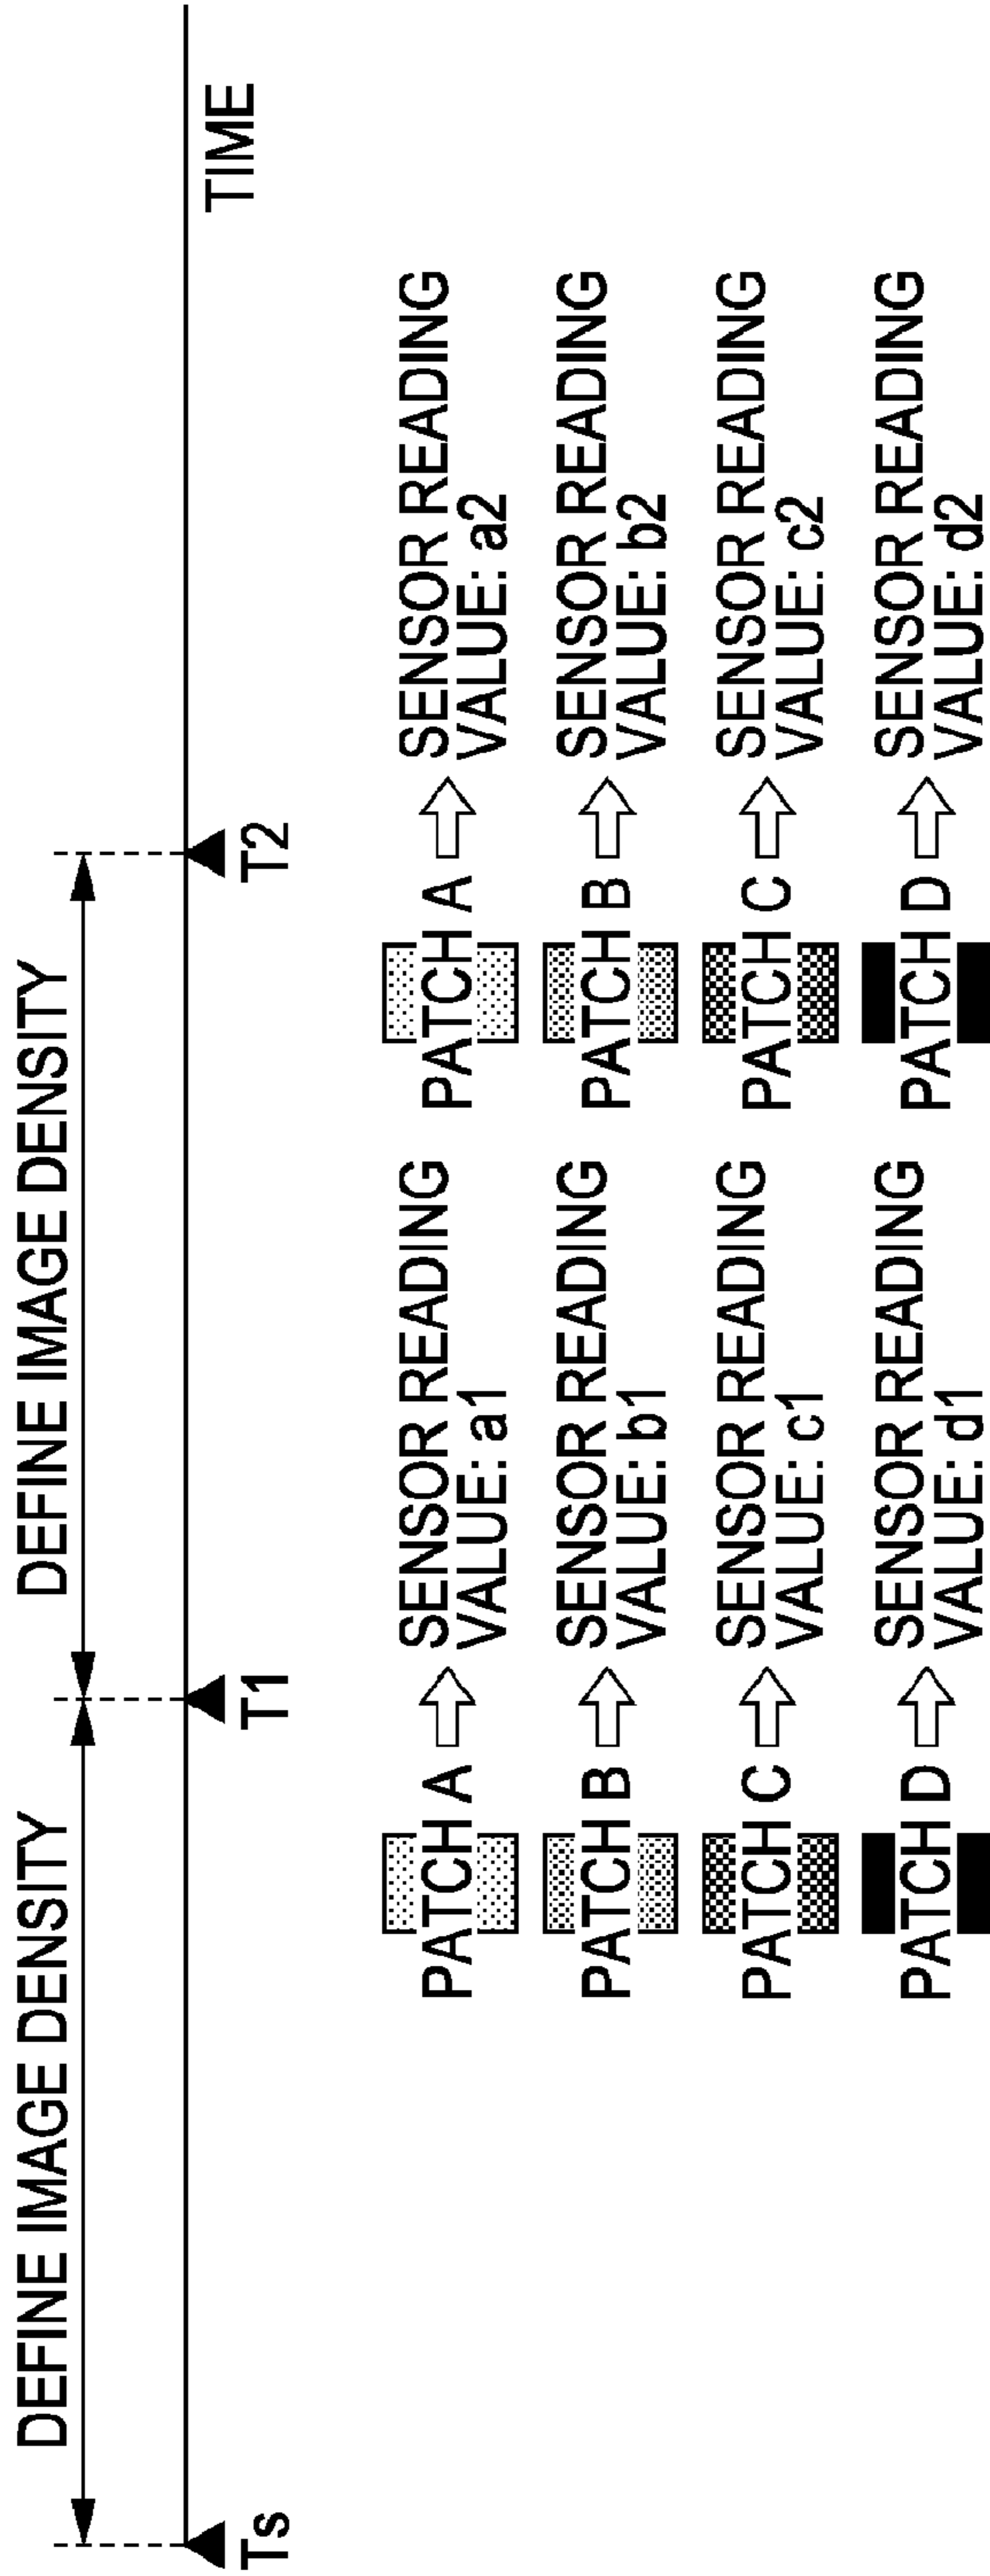 DEFINE IMAGE DENSITY
DEFINE IMAGE DENSITY
Ts
T1
T2
TIME
PATCH A
SENSOR READING
VALUE: a1
PATCH A
SENSOR READING
VALUE: a2
PATCH B
SENSOR READING
VALUE: b1
PATCH B
SENSOR READING
VALUE: b2
PATCH C
SENSOR READING
VALUE: c1
PATCH C
SENSOR READING
VALUE: c2
PATCH D
SENSOR READING
VALUE: d1
PATCH D
SENSOR READING
VALUE: d2